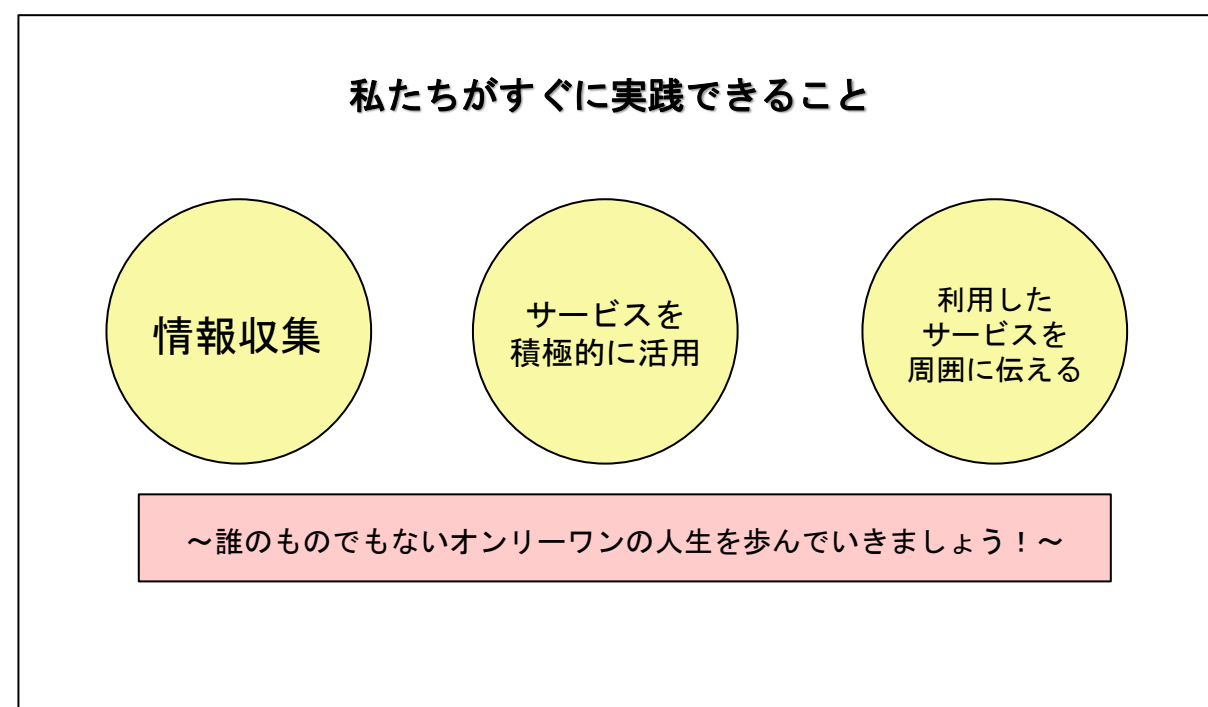 私たちがすぐに実践できること
情報収集
サービスを
積極的に活用
利用した
サービスを
周囲に伝える
～誰のものでもないオンリーワンの人生を歩んでいきましょう！～